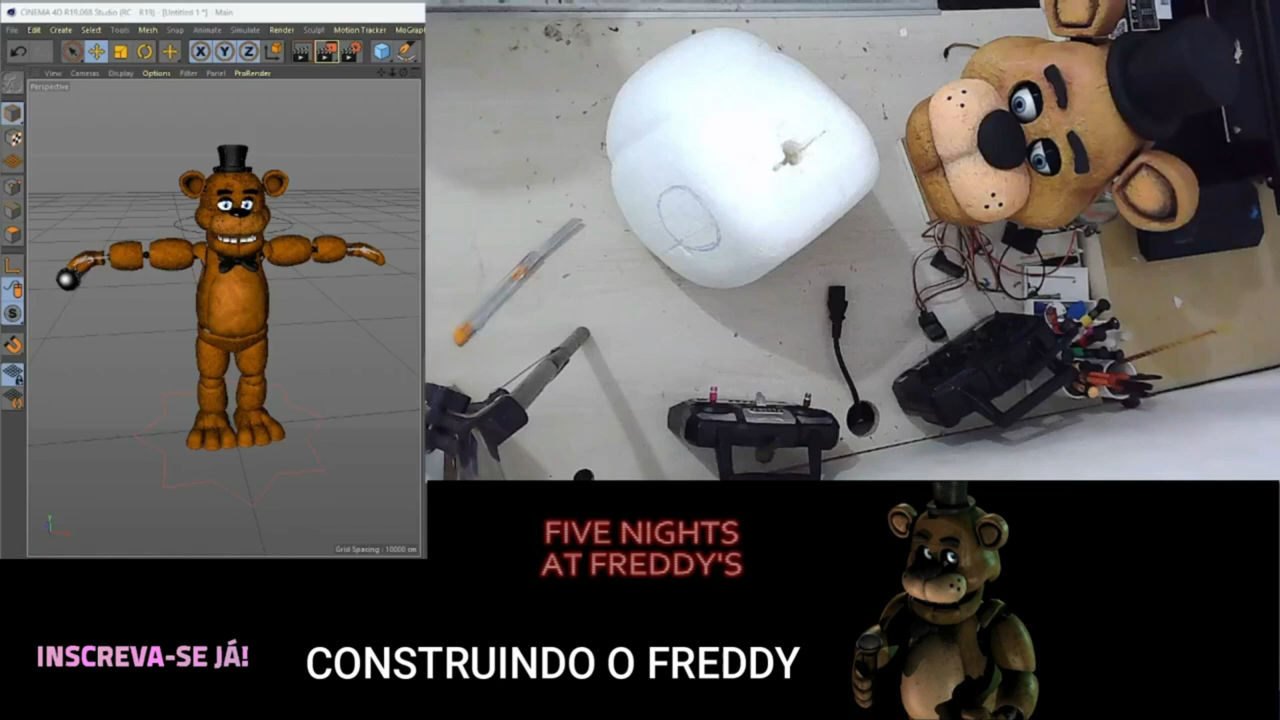 CINEMA 4D R19.068 Studio (RC - R19) - [Untitled 1 *] - Main
File Edit Create Select Tools Mesh Snap Animate Simulate Render Sculpt Motion Tracker MoGraph
X Y Z
View Cameras Display Options Filter Panel ProRender
Perspective
S
Grid Spacing : 10000 cm
FIVE NIGHTS
AT FREDDY'S
INSCREVA-SE JÁ!
CONSTRUINDO O FREDDY